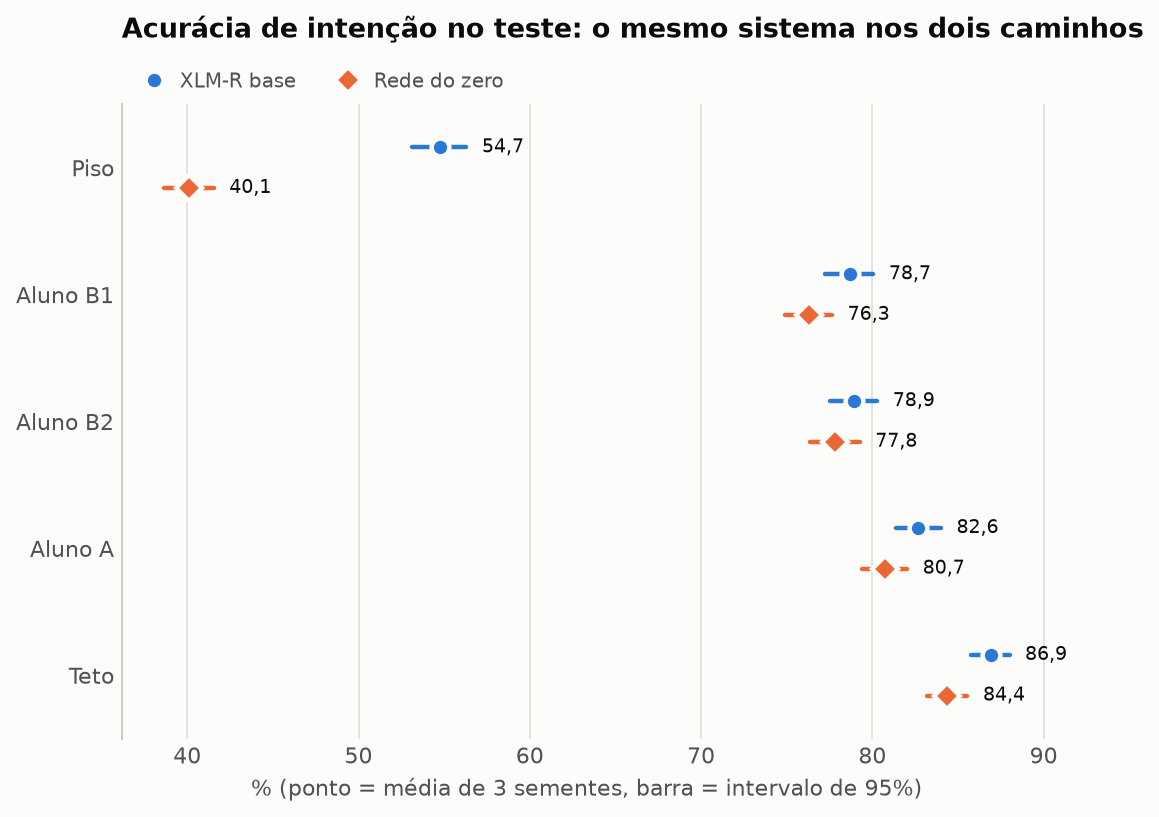 Acurácia de intenção no teste: o mesmo sistema nos dois caminhos
XLM-R base
Rede do zero
Piso
54,7
40,1
Aluno B1
78,7
76,3
Aluno B2
78,9
77,8
Aluno A
82,6
80,7
Teto
86,9
84,4
40 50 60 70 80 90
% (ponto = média de 3 sementes, barra = intervalo de 95%)